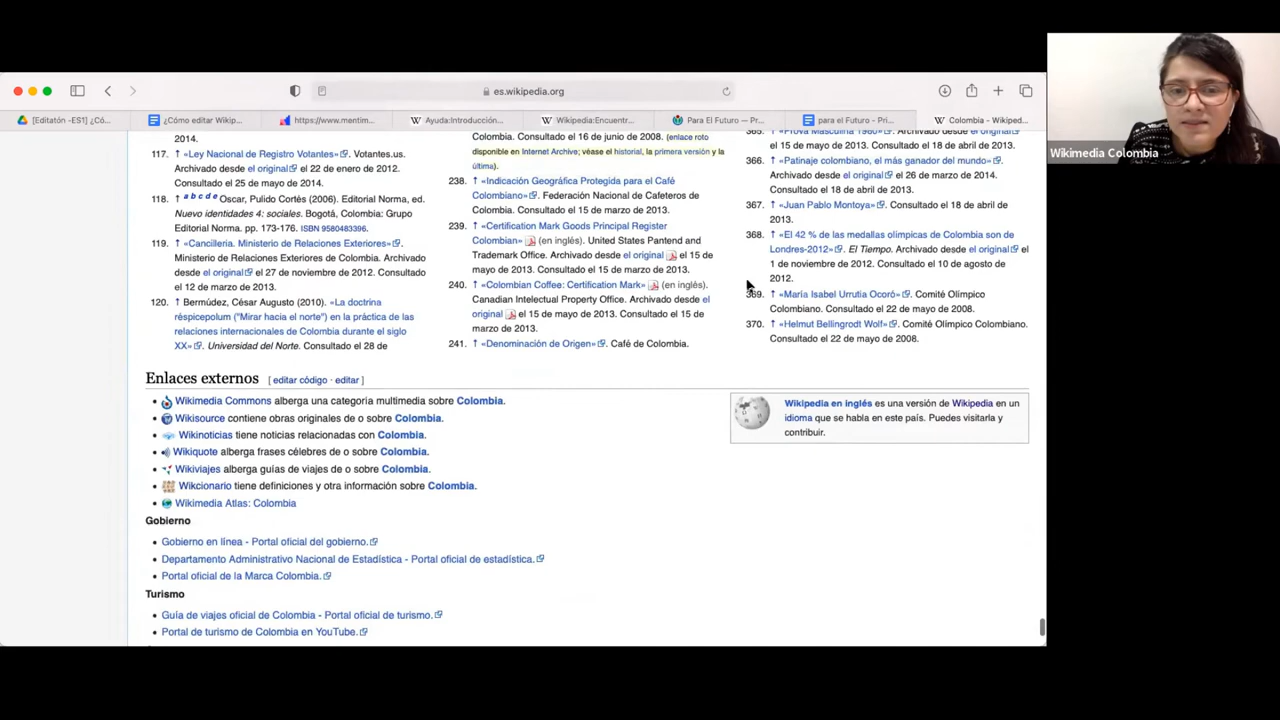 es.wikipedia.org
[Editatón -ES1] ¿Có...
¿Cómo editar Wikip...
https://www.mentim...
Ayuda:Introducción...
Wikipedia:Encuentr...
Para El Futuro — Pr...
para el Futuro - Pri...
Colombia - Wikiped...
Wikimedia Colombia
2014.
117. ↑ «Ley Nacional de Registro Votantes». Votantes.us.
Archivado desde el original el 22 de enero de 2012.
Consultado el 25 de mayo de 2014.
118. ↑ a b c d e Oscar, Pulido Cortés (2006). Editorial Norma, ed.
Nuevo identidades 4: sociales. Bogotá, Colombia: Grupo
Editorial Norma. pp. 173-176. ISBN 9580483396.
119. ↑ «Cancilleria. Ministerio de Relaciones Exteriores».
Ministerio de Relaciones Exteriores de Colombia. Archivado
desde el original el 27 de noviembre de 2012. Consultado
el 12 de marzo de 2013.
120. ↑ Bermúdez, César Augusto (2010). «La doctrina
réspicepolum ("Mirar hacia el norte") en la práctica de las
relaciones internacionales de Colombia durante el siglo
XX». Universidad del Norte. Consultado el 28 de
Colombia. Consultado el 16 de junio de 2008. (enlace roto
disponible en Internet Archive; véase el historial, la primera versión y la
última).
238. ↑ «Indicación Geográfica Protegida para el Café
Colombiano». Federación Nacional de Cafeteros de
Colombia. Consultado el 15 de marzo de 2013.
239. ↑ «Certification Mark Goods Principal Register
Colombian» (en inglés). United States Pantend and
Trademark Office. Archivado desde el original el 15 de
mayo de 2013. Consultado el 15 de marzo de 2013.
240. ↑ «Colombian Coffee: Certification Mark» (en inglés).
Canadian Intelectual Property Office. Archivado desde el
original el 15 de mayo de 2013. Consultado el 15 de
marzo de 2013.
241. ↑ «Denominación de Origen». Café de Colombia.
365. ↑ «Prova Masculina 1980». Archivado desde el original
el 15 de mayo de 2013. Consultado el 18 de abril de 2013.
366. ↑ «Patinaje colombiano, el más ganador del mundo».
Archivado desde el original el 26 de marzo de 2014.
Consultado el 18 de abril de 2013.
367. ↑ «Juan Pablo Montoya». Consultado el 18 de abril de
2013.
368. ↑ «El 42 % de las medallas olímpicas de Colombia son de
Londres-2012». El Tiempo. Archivado desde el original el
1 de noviembre de 2012. Consultado el 10 de agosto de
2012.
369. ↑ «María Isabel Urrutia Ocoró». Comité Olímpico
Colombiano. Consultado el 22 de mayo de 2008.
370. ↑ «Helmut Bellingrodt Wolf». Comité Olímpico Colombiano.
Consultado el 22 de mayo de 2008.
Enlaces externos [ editar código · editar ]
Wikimedia Commons alberga una categoría multimedia sobre Colombia.
Wikisource contiene obras originales de o sobre Colombia.
Wikinoticias tiene noticias relacionadas con Colombia.
Wikiquote alberga frases célebres de o sobre Colombia.
Wikiviajes alberga guías de viajes de o sobre Colombia.
Wikcionario tiene definiciones y otra información sobre Colombia.
Wikimedia Atlas: Colombia
Wikipedia en inglés es una versión de Wikipedia en un
idioma que se habla en este país. Puedes visitarla y
contribuir.
Gobierno
Gobierno en línea - Portal oficial del gobierno.
Departamento Administrativo Nacional de Estadística - Portal oficial de estadística.
Portal oficial de la Marca Colombia.
Turismo
Guía de viajes oficial de Colombia - Portal oficial de turismo.
Portal de turismo de Colombia en YouTube.